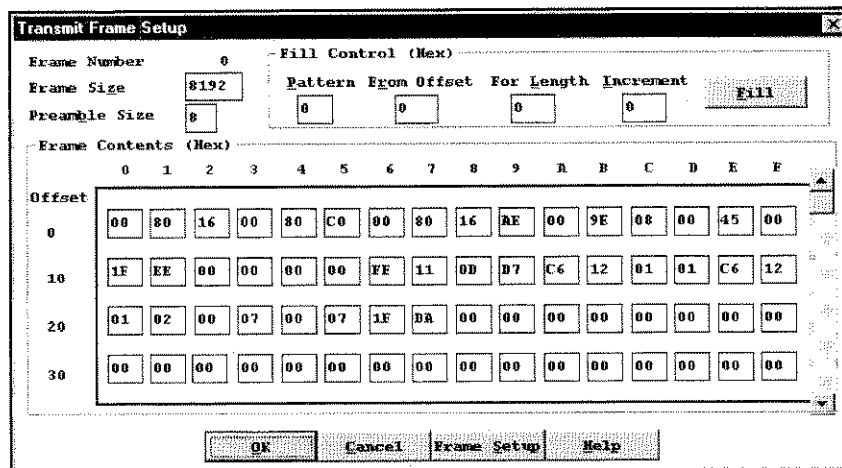 Transmit Frame Setup
Frame Number 0
Frame Size 8192
Preamble Size 8
Fill Control (Hex)
Pattern From Offset For Length Increment
0 0 0 0
Fill
Frame Contents (Hex)
0 1 2 3 4 5 6 7 8 9 A B C D E F
Offset
0 00 80 16 00 80 C0 00 80 16 AE 00 9E 08 00 45 00
10 1F EE 00 00 00 00 FF 11 0D D7 C6 12 01 01 C6 12
20 01 02 00 07 00 07 1F DA 00 00 00 00 00 00 00 00
30 00 00 00 00 00 00 00 00 00 00 00 00 00 00 00 00
OK Cancel Frame Setup Help